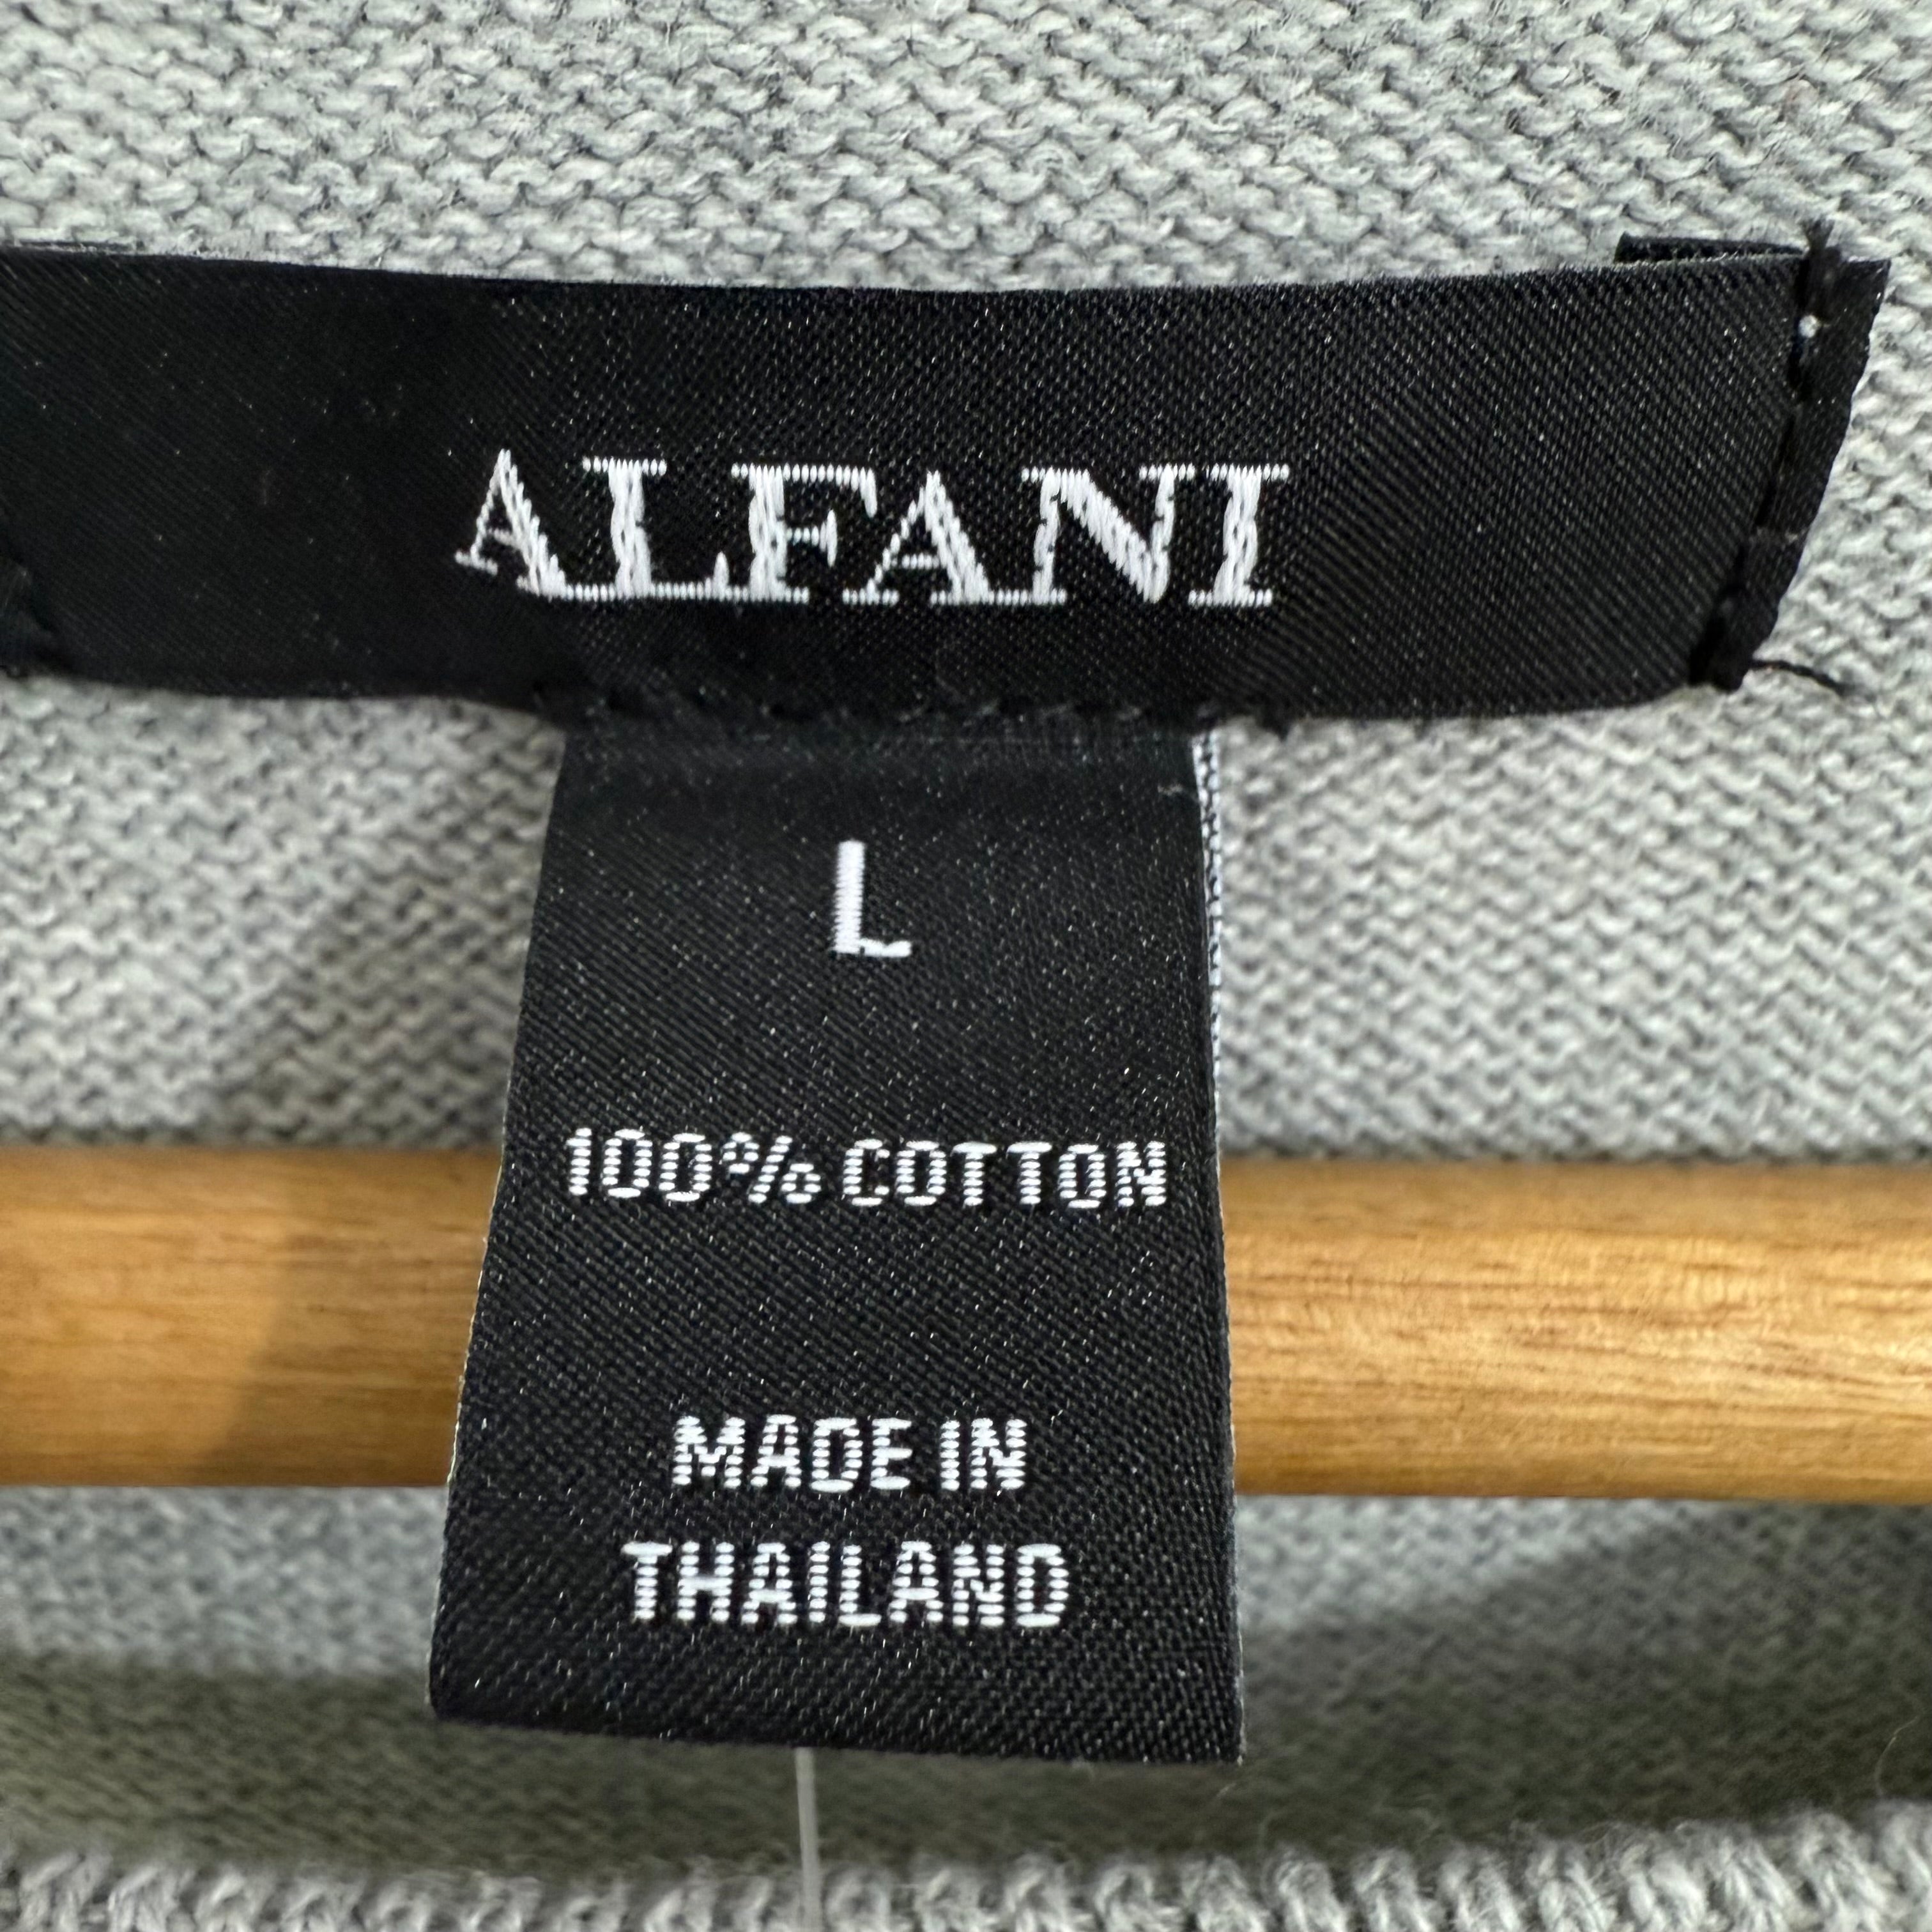 ALFANI
L
100% COTTON
MADE IN
THAILAND